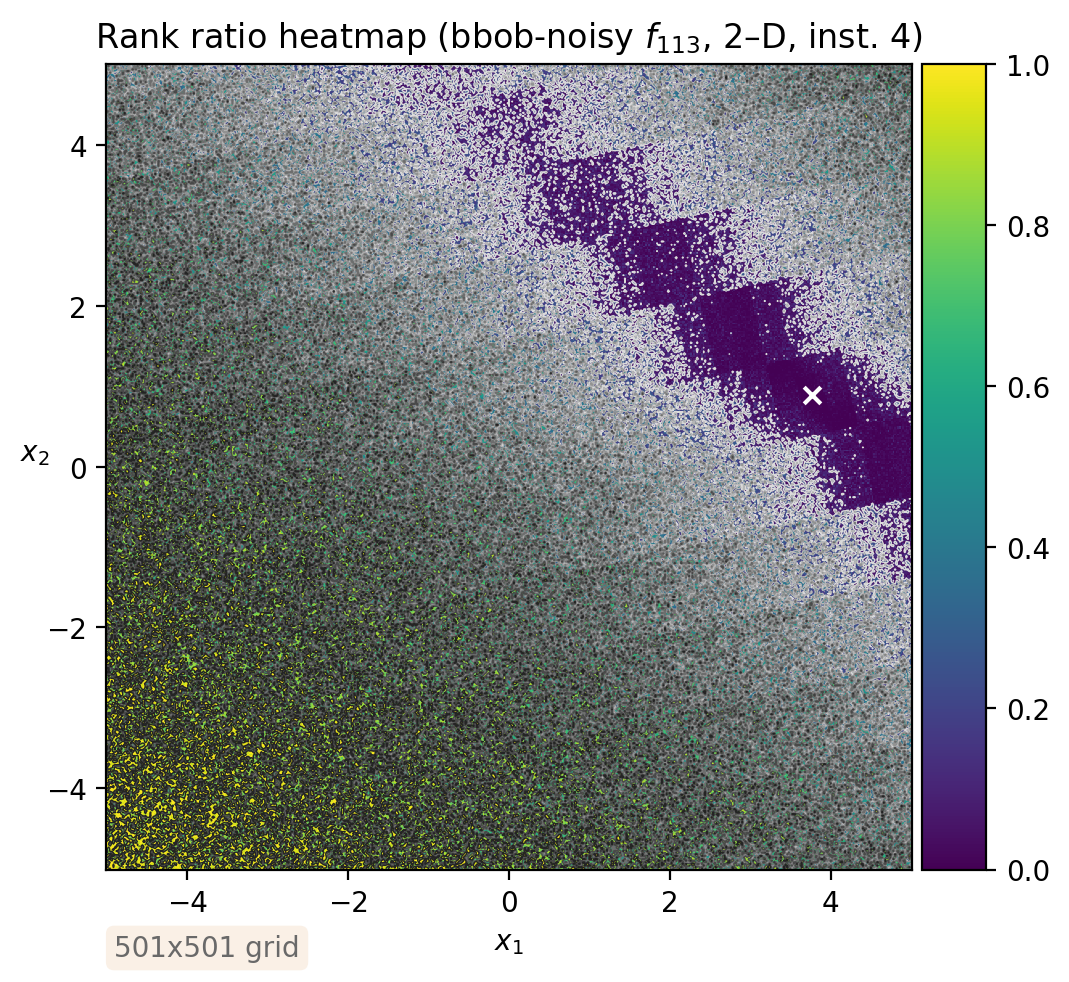 Rank ratio heatmap (bbob-noisy f113, 2–D, inst. 4)
1.0
0.8
0.6
0.4
0.2
0.0
4
2
0
−2
−4
x2
−4 −2 0 2 4
x1
501x501 grid